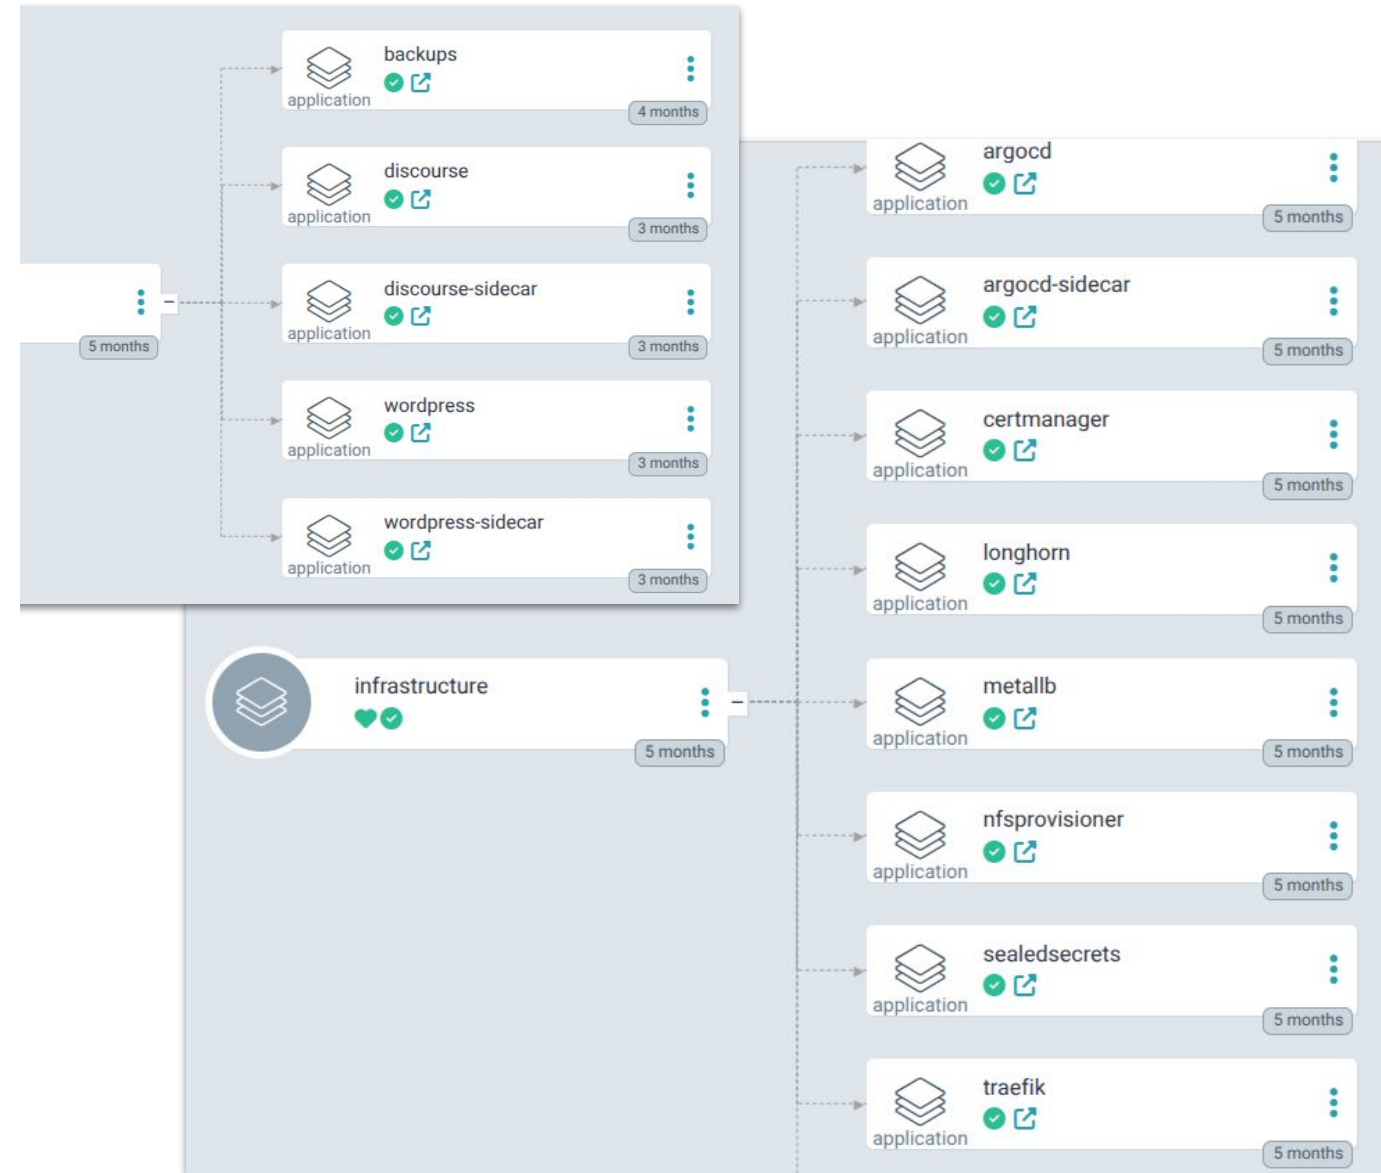 backups
application
4 months
discourse
application
3 months
discourse-sidecar
application
3 months
5 months
wordpress
application
3 months
wordpress-sidecar
application
3 months
infrastructure
5 months
argocd
application
5 months
argocd-sidecar
application
5 months
certmanager
application
5 months
longhorn
application
5 months
metallb
application
5 months
nfsprovisioner
application
5 months
sealedsecrets
application
5 months
traefik
application
5 months